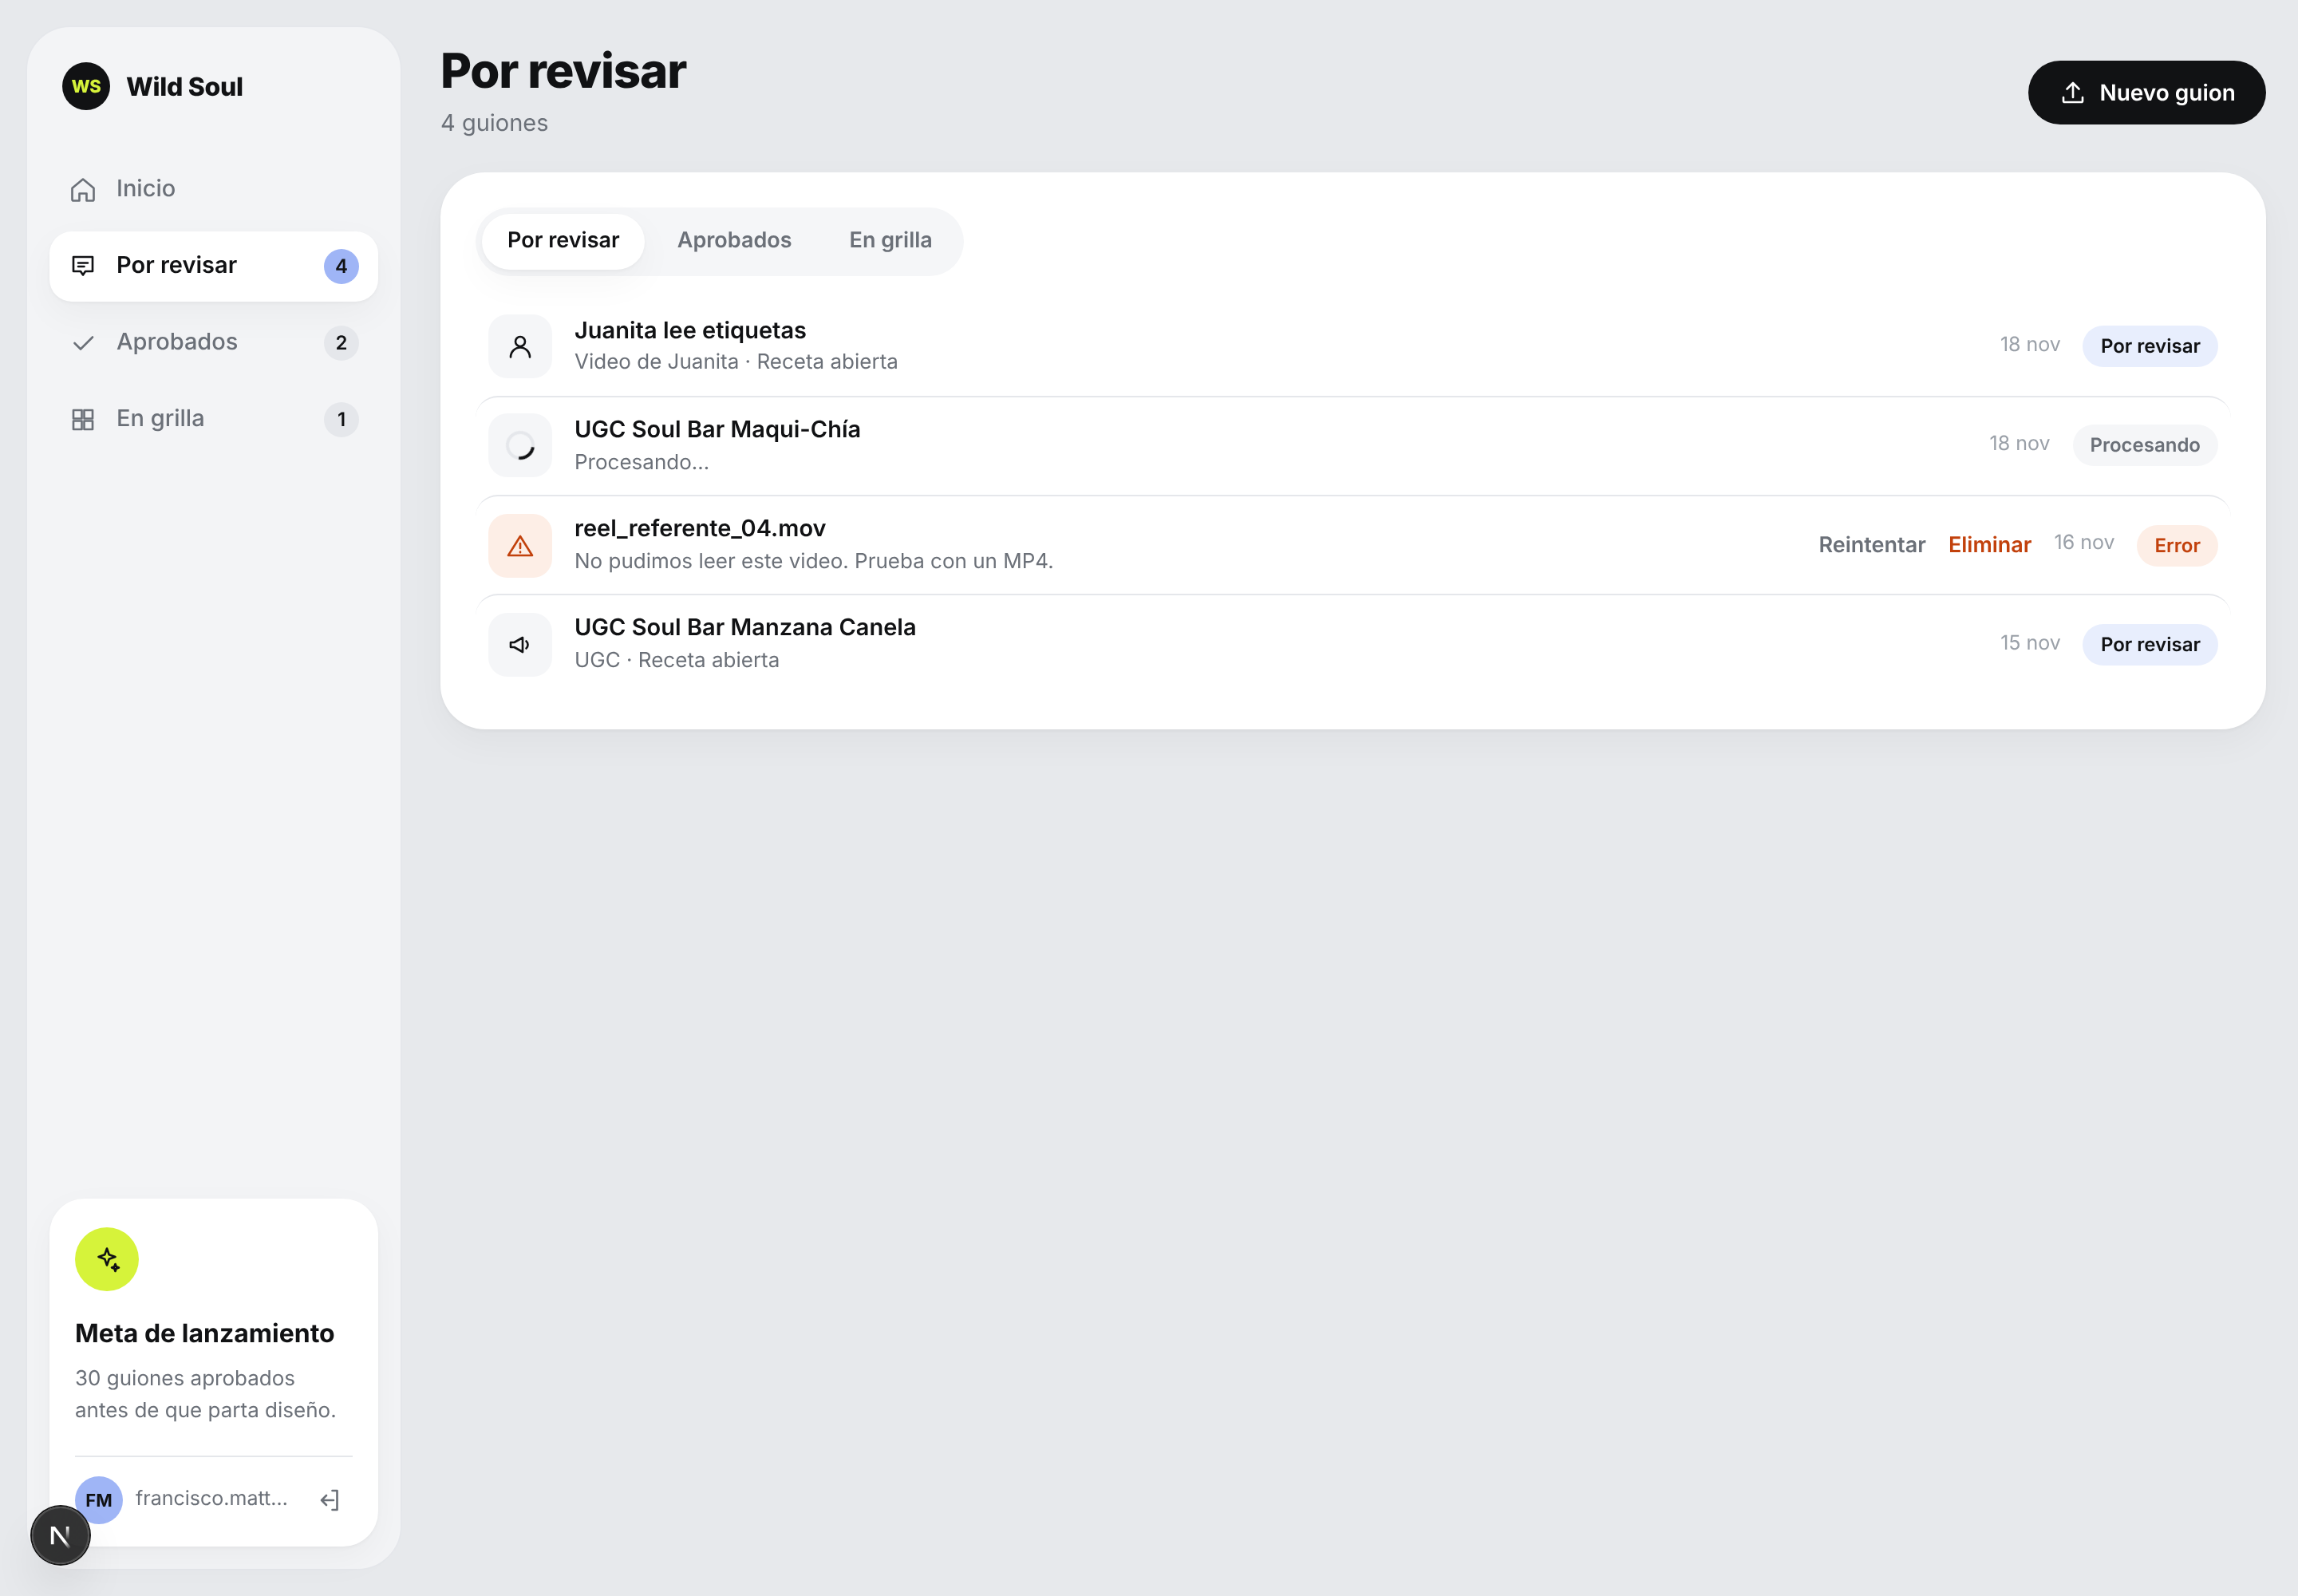 WS Wild Soul
Inicio
Por revisar 4
Aprobados 2
En grilla 1
Meta de lanzamiento
30 guiones aprobados
antes de que parta diseño.
FM francisco.matt...
N
Por revisar
4 guiones
Nuevo guion
Por revisar Aprobados En grilla
Juanita lee etiquetas
Video de Juanita · Receta abierta
18 nov Por revisar
UGC Soul Bar Maqui-Chía
Procesando...
18 nov Procesando
reel_referente_04.mov
No pudimos leer este video. Prueba con un MP4.
Reintentar Eliminar 16 nov Error
UGC Soul Bar Manzana Canela
UGC · Receta abierta
15 nov Por revisar